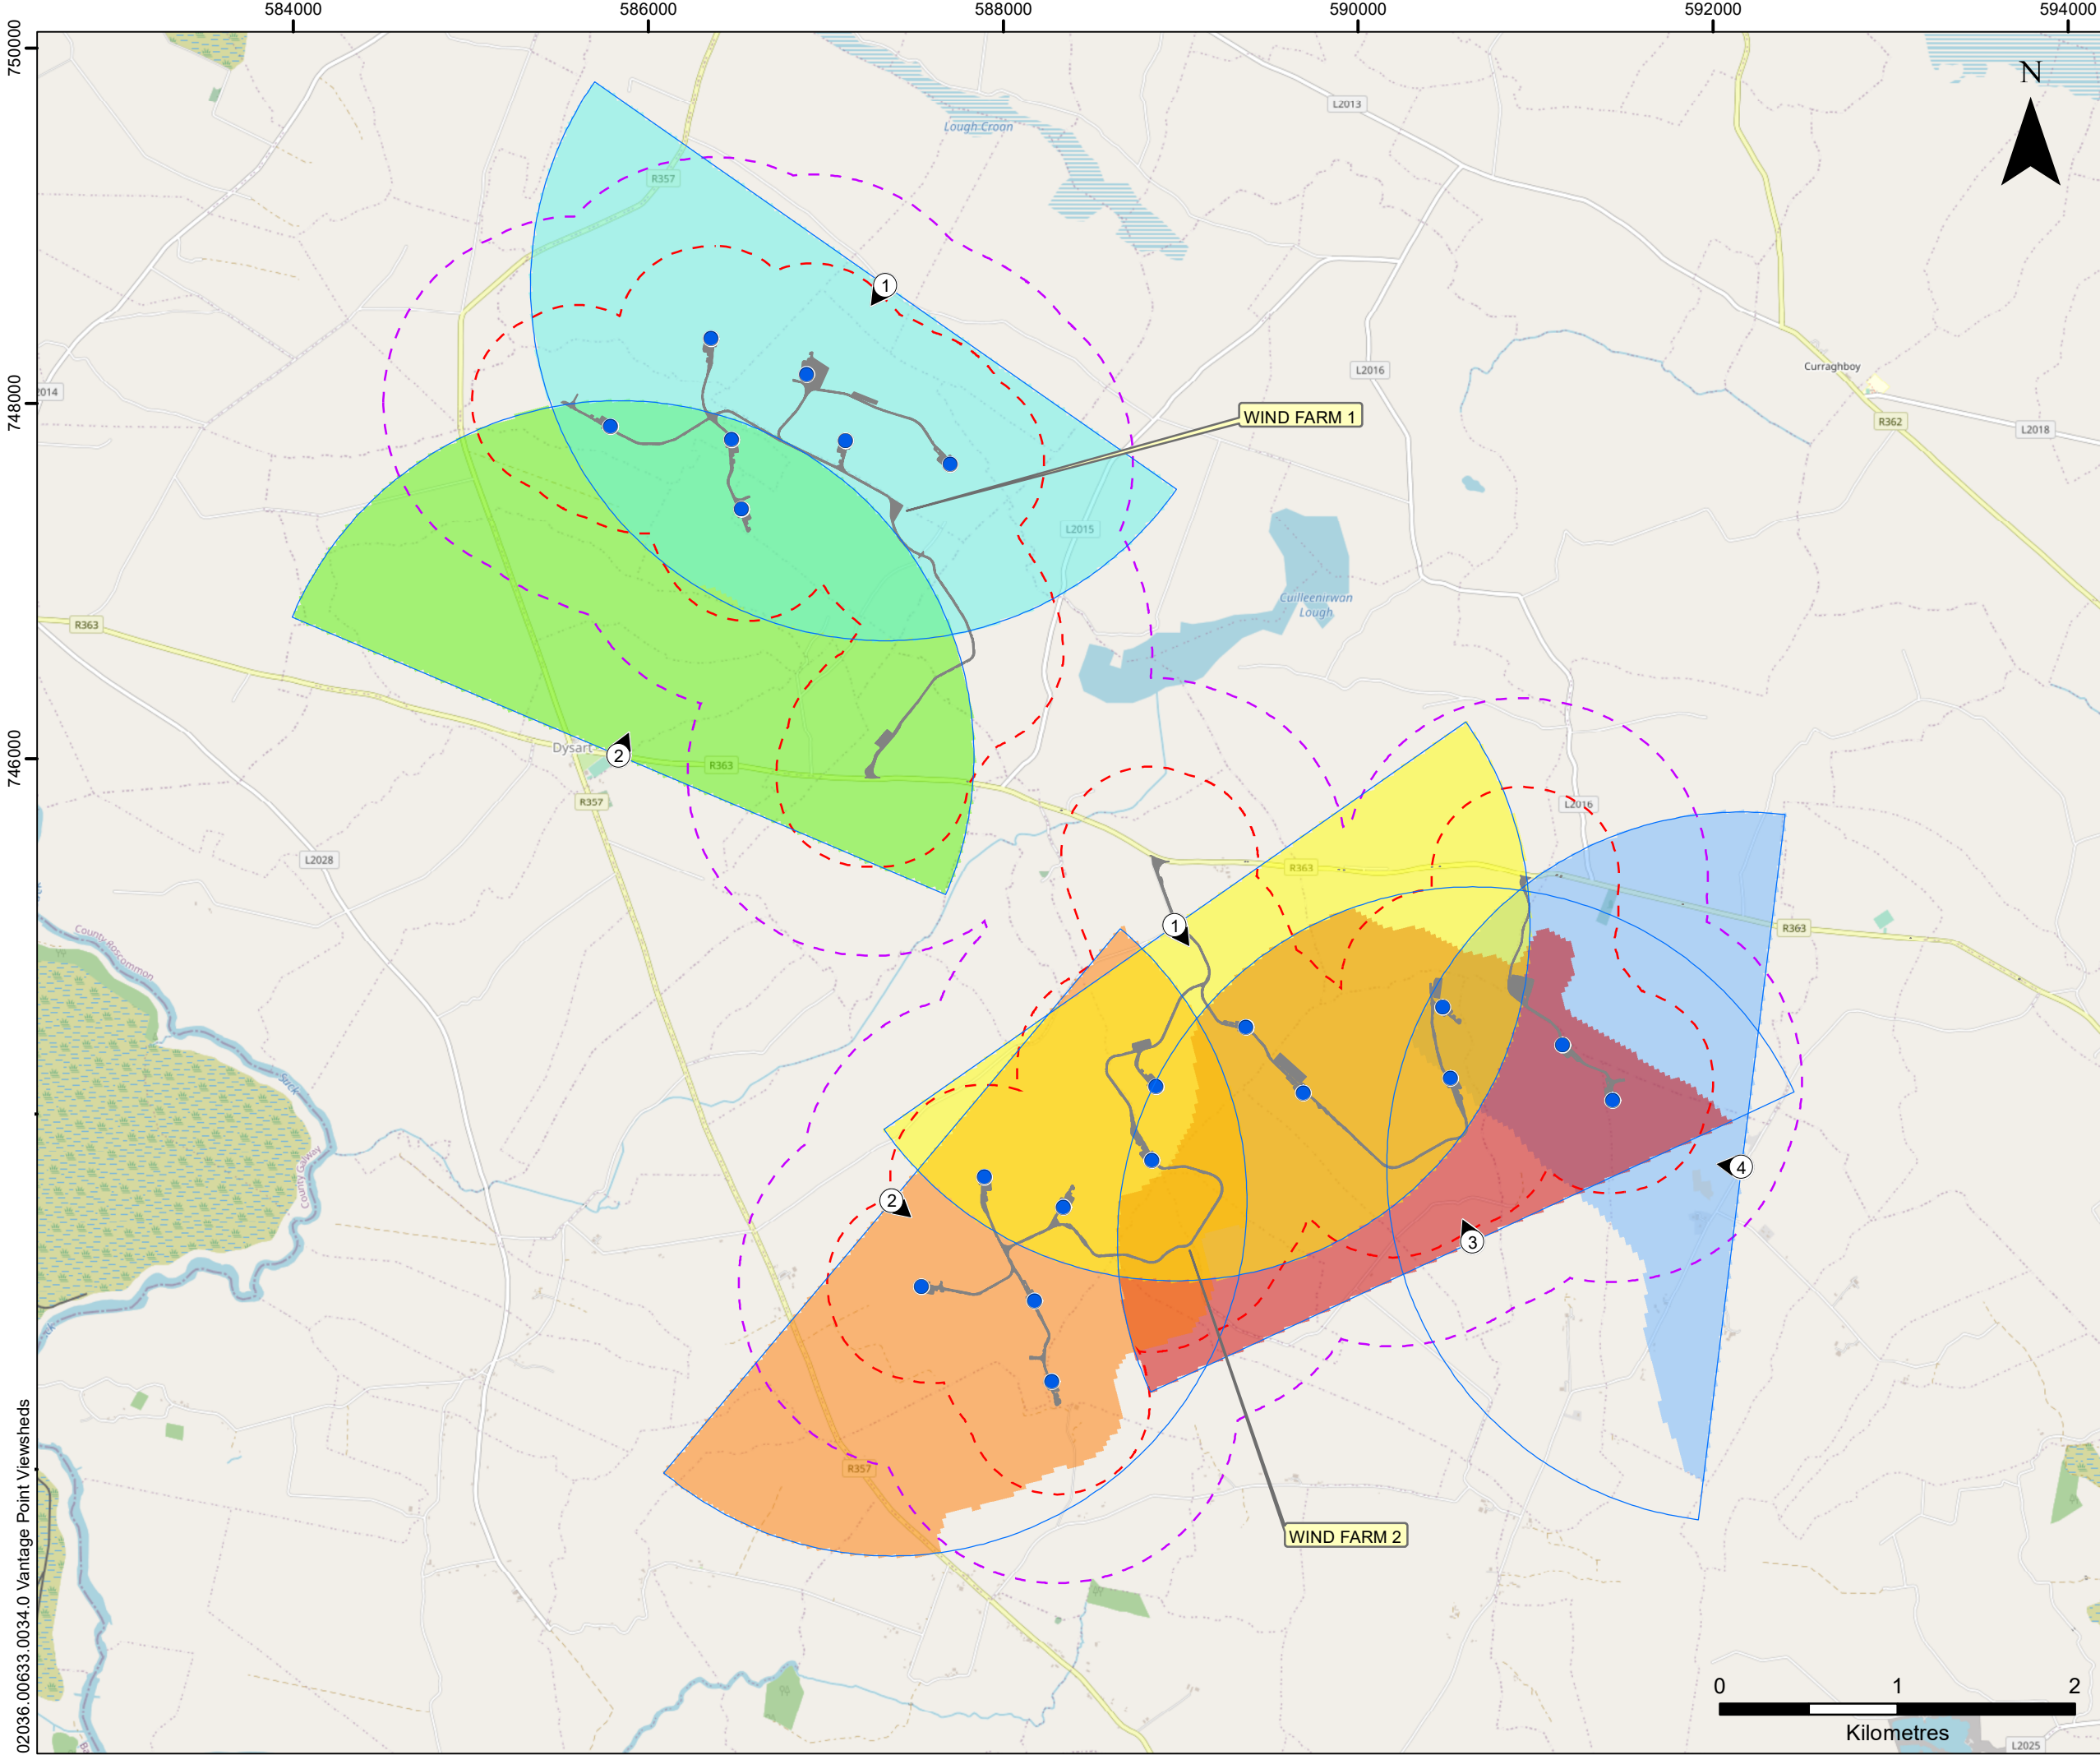 584000
586000
588000
590000
592000
594000
750000
748000
746000
N
L2013
Lough Croan
R357
1
2014
WIND FARM 1
L2016
Curraghboy
R362
L2018
L2015
Cuilleenirwan
Lough
R363
Dysart
2
R363
R357
L2016
L2028
R363
R363
1
County Roscommon
Suck
County Galway
2
3
4
R357
WIND FARM 2
0
1
2
Kilometres
L2025
02036.00633.0034.0 Vantage Point Viewsheds